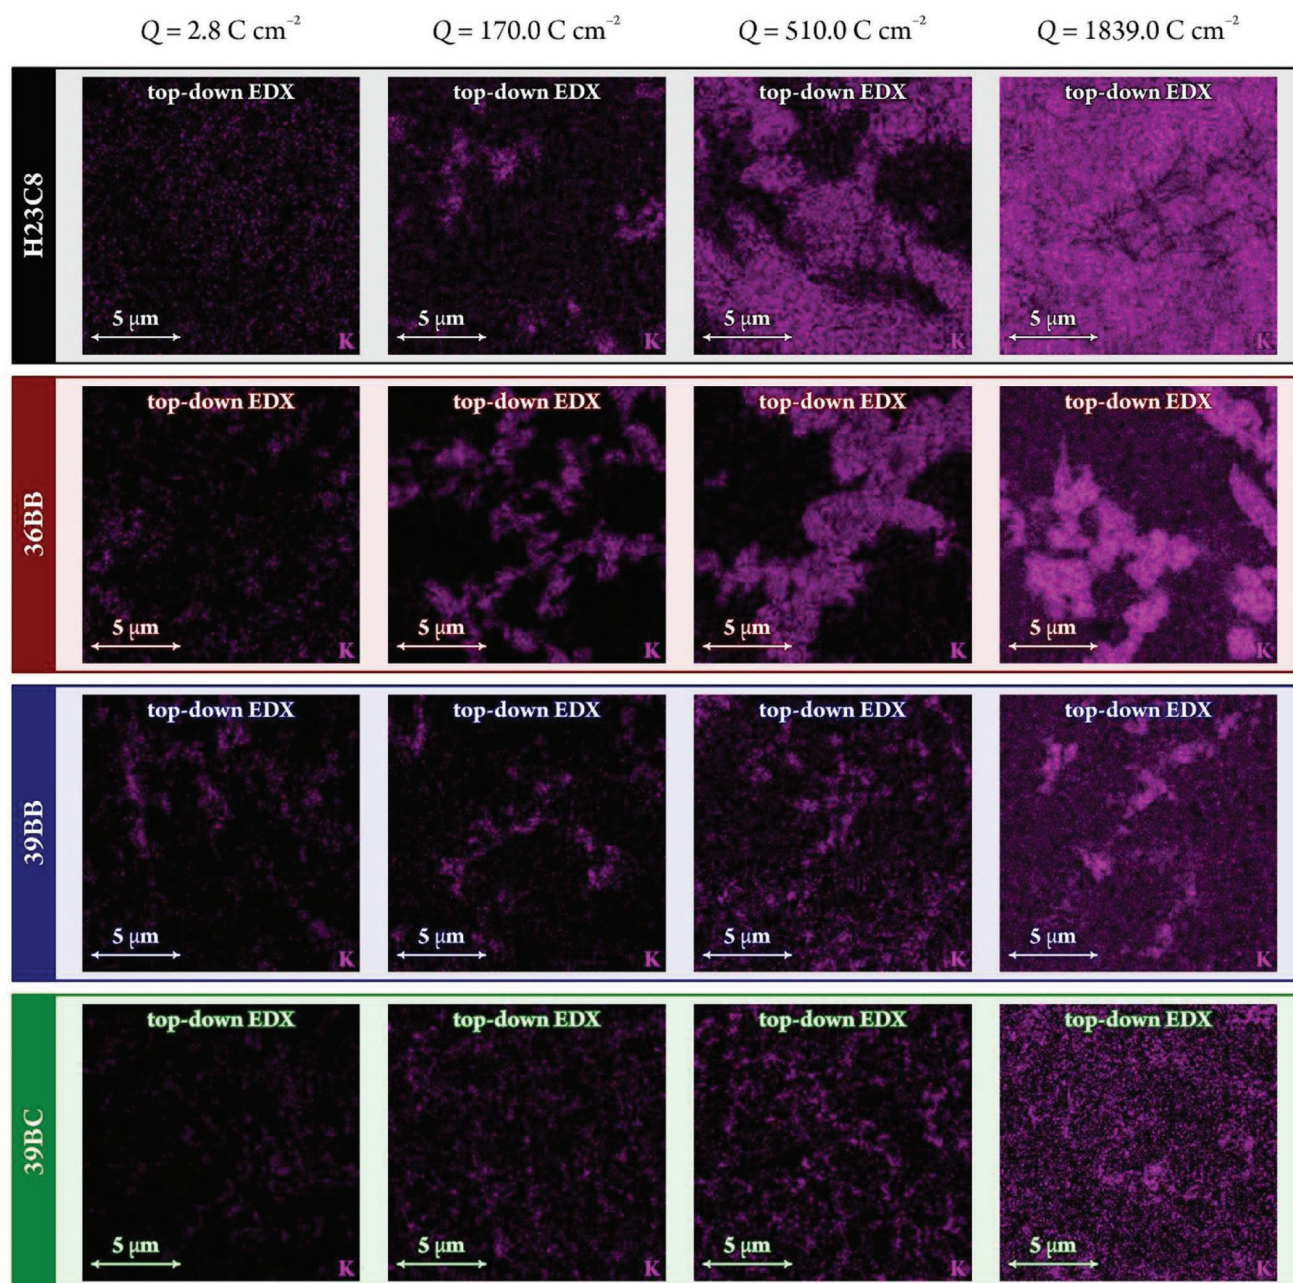 Q = 2.8 C cm⁻² Q = 170.0 C cm⁻² Q = 510.0 C cm⁻² Q = 1839.0 C cm⁻²
H23C8
top-down EDX top-down EDX top-down EDX top-down EDX
5 μm K 5 μm K 5 μm K 5 μm K
36BB
top-down EDX top-down EDX top-down EDX top-down EDX
5 μm K 5 μm K 5 μm K 5 μm K
39BB
top-down EDX top-down EDX top-down EDX top-down EDX
5 μm K 5 μm K 5 μm K 5 μm K
39BC
top-down EDX top-down EDX top-down EDX top-down EDX
5 μm K 5 μm K 5 μm K 5 μm K